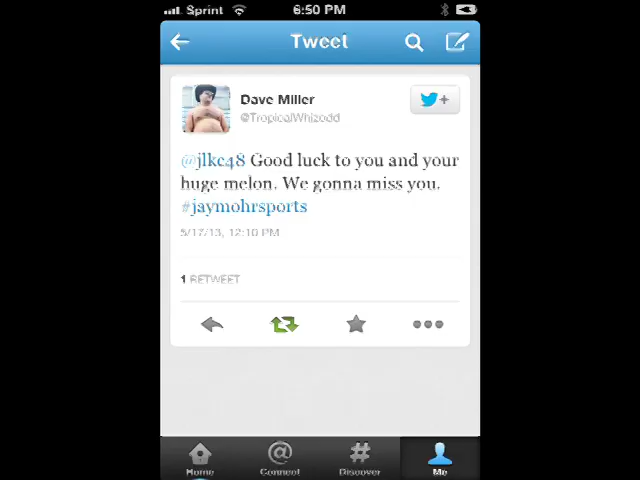 Sprint 6:50 PM
Tweet
Dave Miller
@TropicalWhizedd
@jlkc48 Good luck to you and your
huge melon. We gonna miss you.
#jaymohrsports
5/17/13, 12:10 PM
1 RETWEET
Home Connect Discover Me